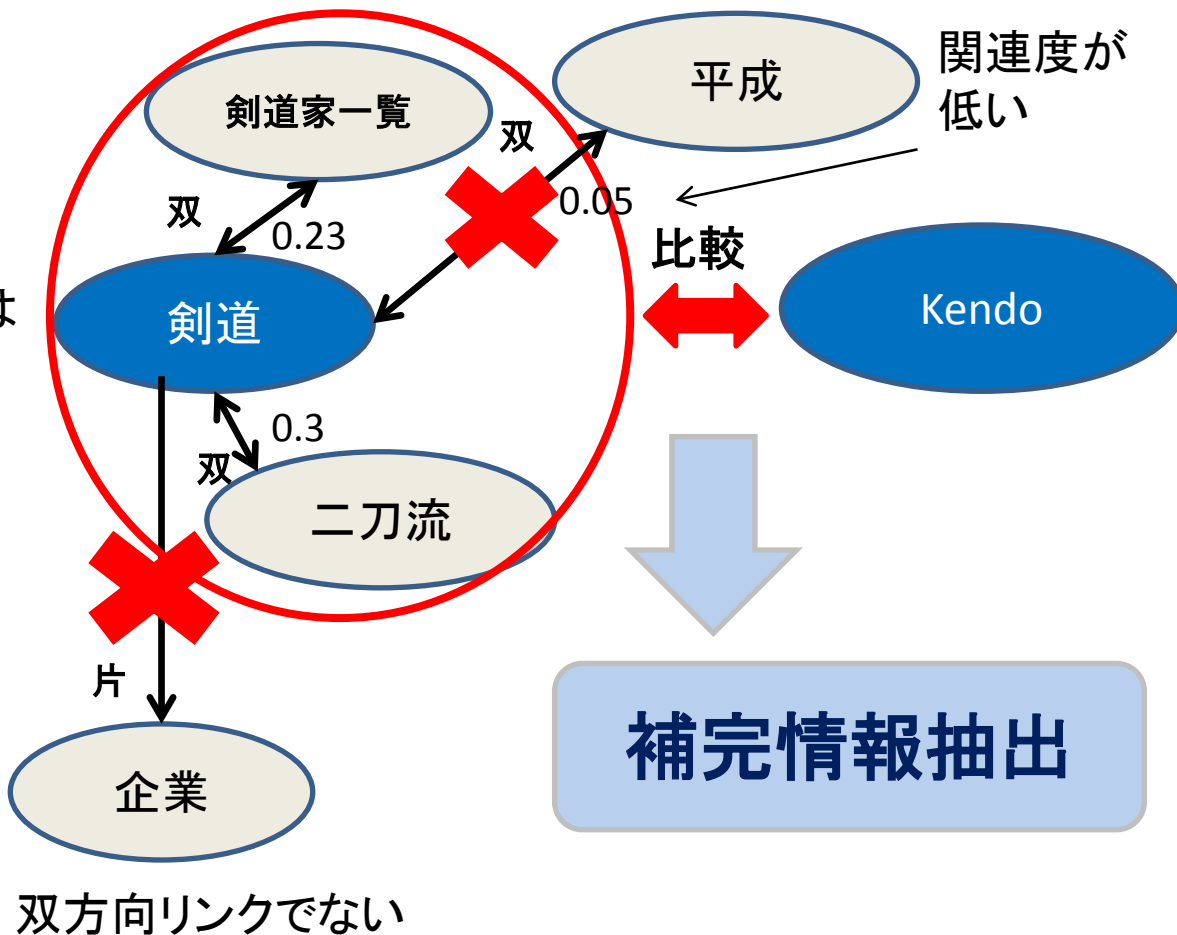 平成
関連度が
低い
剣道家一覧
双
0.05
双
0.23
比較
は
剣道
Kendo
0.3
双
二刀流
片
補完情報抽出
企業
双方向リンクでない